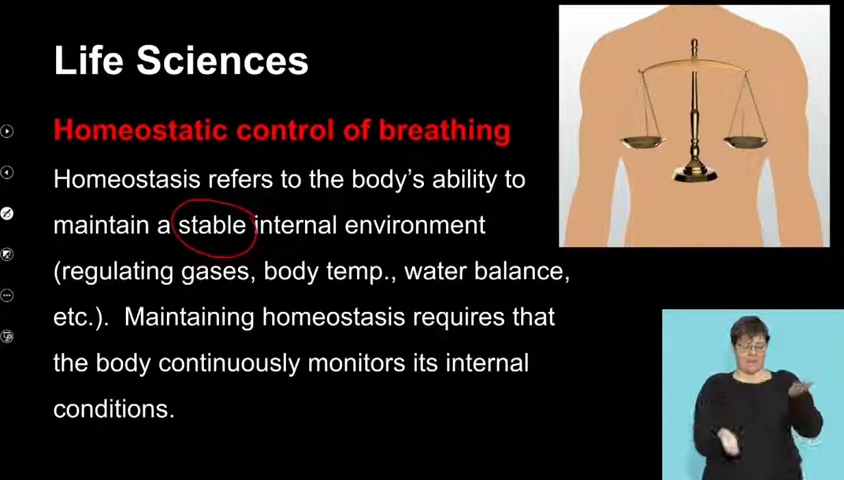 Life Sciences
Homeostatic control of breathing
Homeostasis refers to the body's ability to
maintain a stable internal environment
(regulating gases, body temp., water balance,
etc.).  Maintaining homeostasis requires that
the body continuously monitors its internal
conditions.